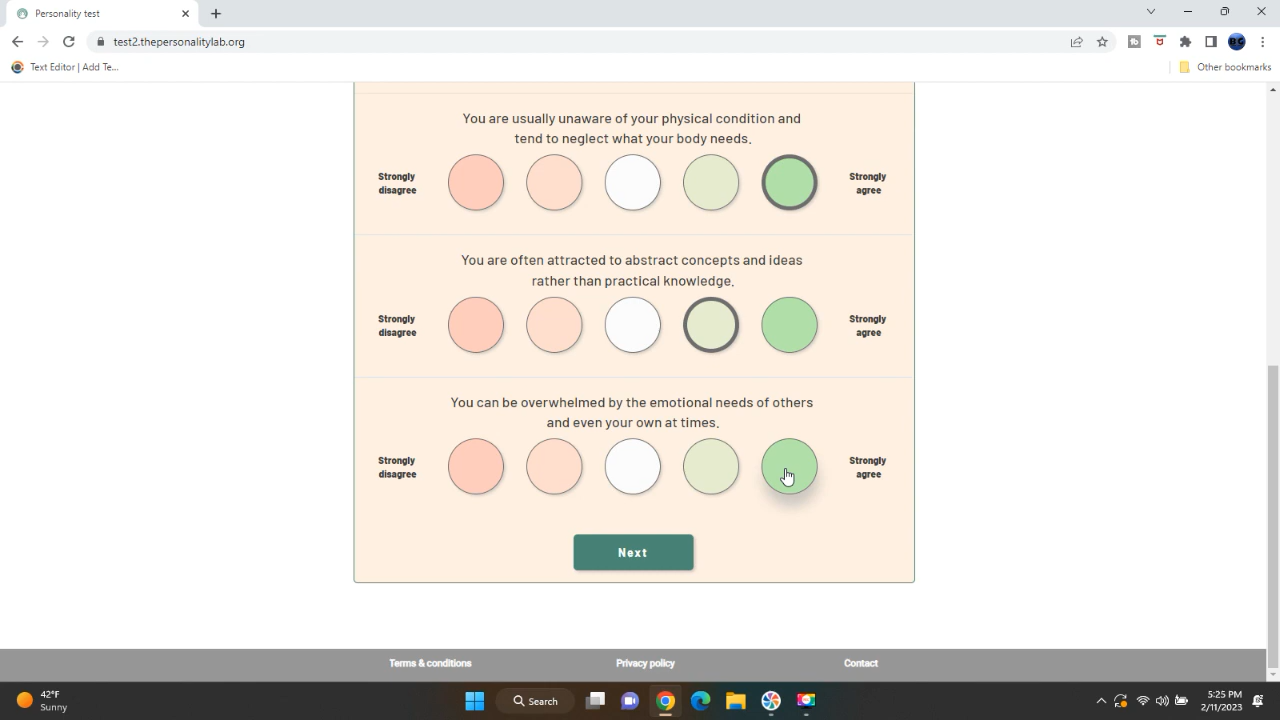 Personality test
test2.thepersonalitylab.org
Text Editor | Add Te...
Other bookmarks
You are usually unaware of your physical condition and
tend to neglect what your body needs.
Strongly
disagree
Strongly
agree
You are often attracted to abstract concepts and ideas
rather than practical knowledge.
Strongly
disagree
Strongly
agree
You can be overwhelmed by the emotional needs of others
and even your own at times.
Strongly
disagree
Strongly
agree
Next
Terms & conditions
Privacy policy
Contact
42°F
Sunny
Search
5:25 PM
2/11/2023